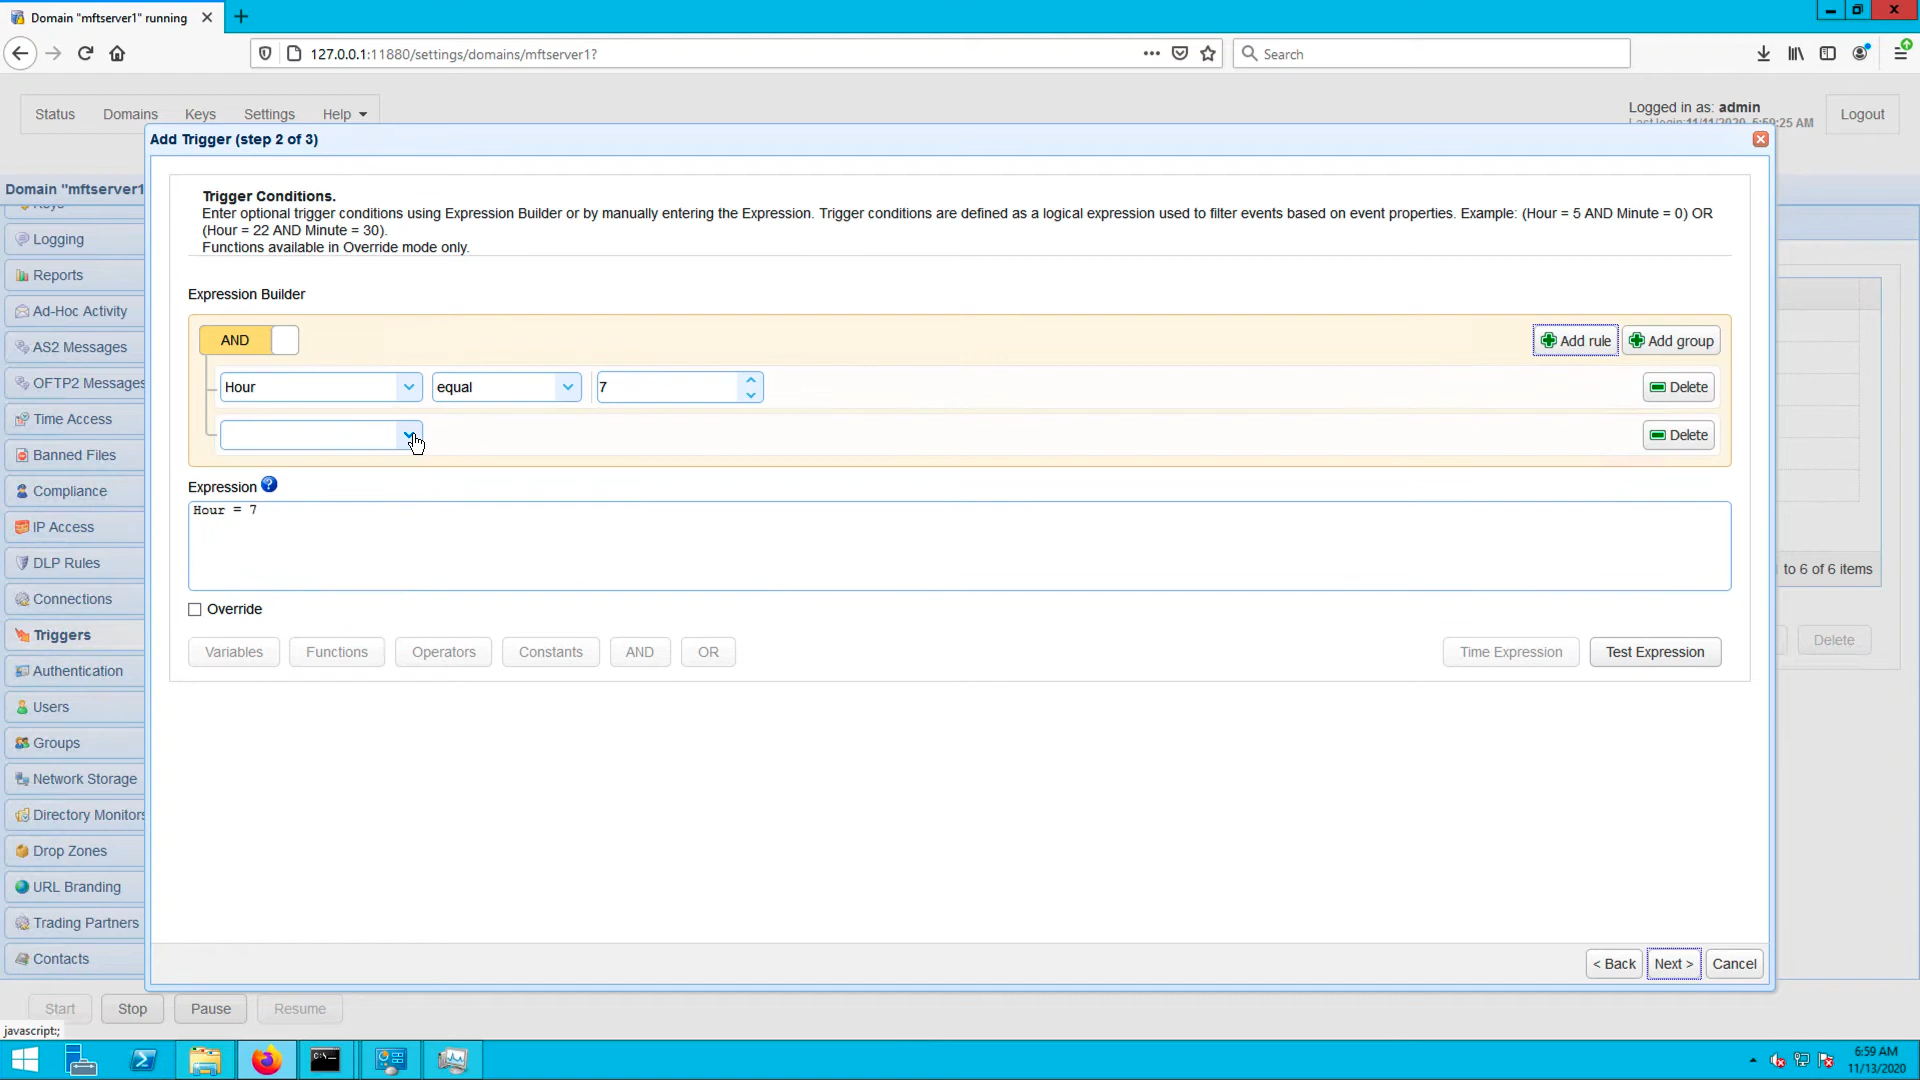 Domain "mftserver1" running
127.0.0.1:11880/settings/domains/mftserver1?
Search
Status
Domains
Keys
Settings
Help
Logged in as: admin
Logout
Add Trigger (step 2 of 3)
Domain "mftserver1
Trigger Conditions.
Enter optional trigger conditions using Expression Builder or by manually entering the Expression. Trigger conditions are defined as a logical expression used to filter events based on event properties. Example: (Hour = 5 AND Minute = 0) OR
(Hour = 22 AND Minute = 30).
Functions available in Override mode only.
Logging
Reports
Ad-Hoc Activity
AS2 Messages
OFTP2 Messages
Time Access
Banned Files
Compliance
IP Access
DLP Rules
Connections
Triggers
Authentication
Users
Groups
Network Storage
Directory Monitors
Drop Zones
URL Branding
Trading Partners
Contacts
Expression Builder
AND
Add rule
Add group
Hour
equal
7
Delete
Delete
Expression
Hour = 7
Override
Variables
Functions
Operators
Constants
AND
OR
Time Expression
Test Expression
to 6 of 6 items
Delete
< Back
Next >
Cancel
Start
Stop
Pause
Resume
javascript:;
6:59 AM
11/13/2020